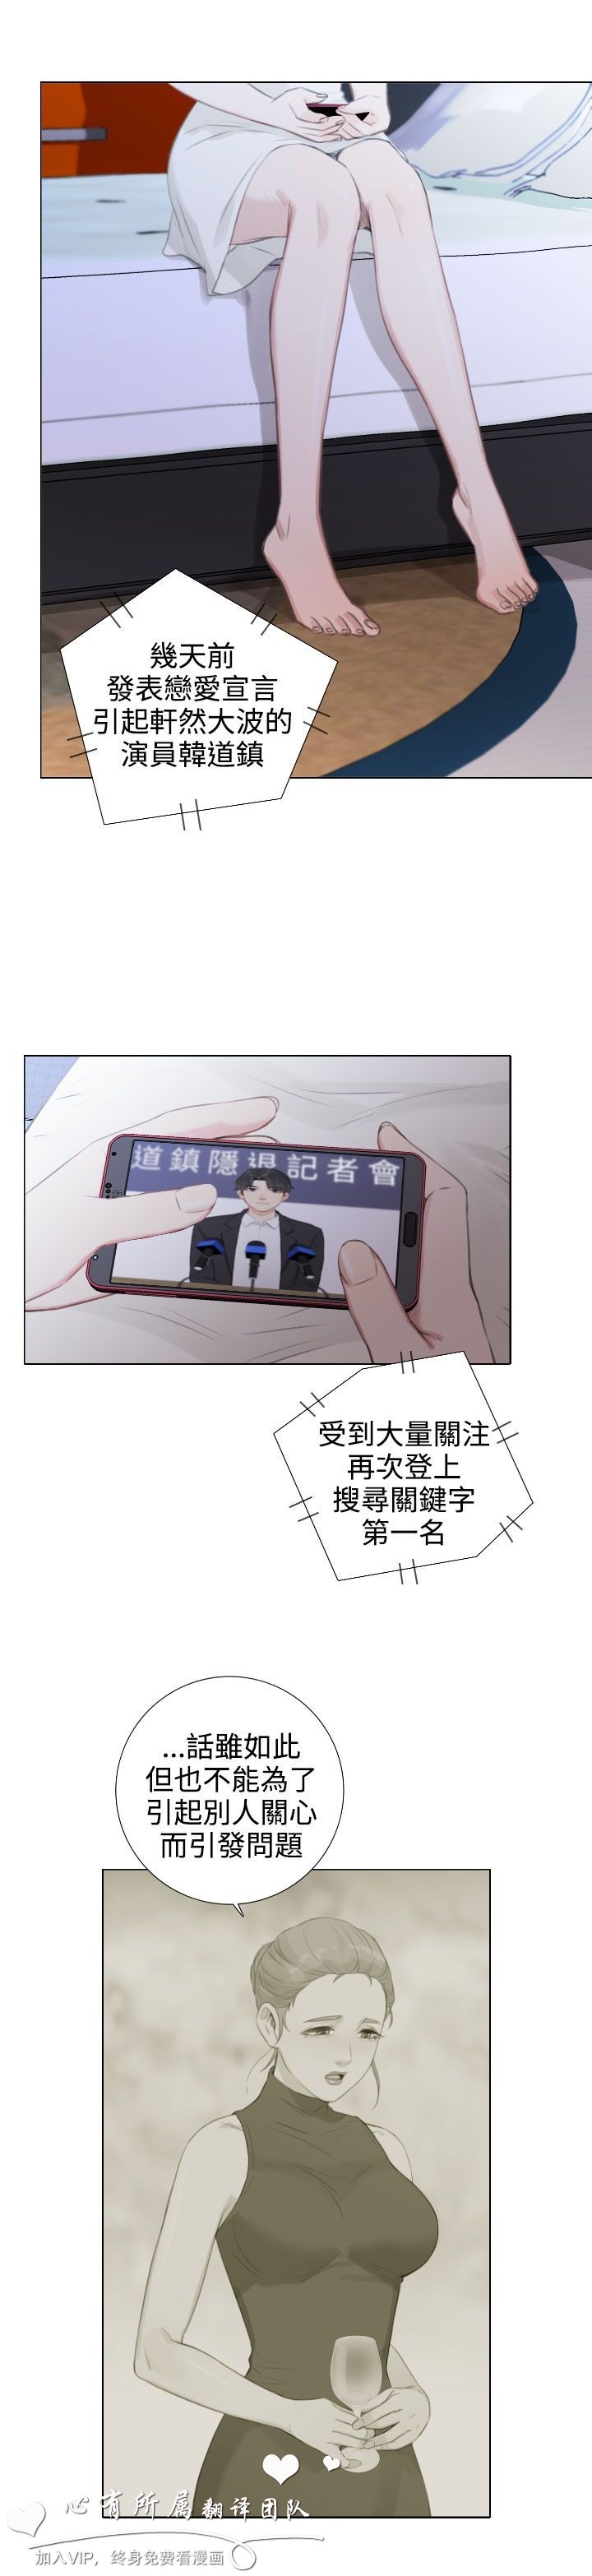 幾天前
發表戀愛宣言
引起軒然大波的
演員韓道鎮
道鎮隱退記者會
受到大量關注
再次登上
搜尋關鍵字
第一名
…話雖如此
但也不能為了
引起別人關心
而引發問題
心有所属翻译团队
加入VIP，终身免费看漫画